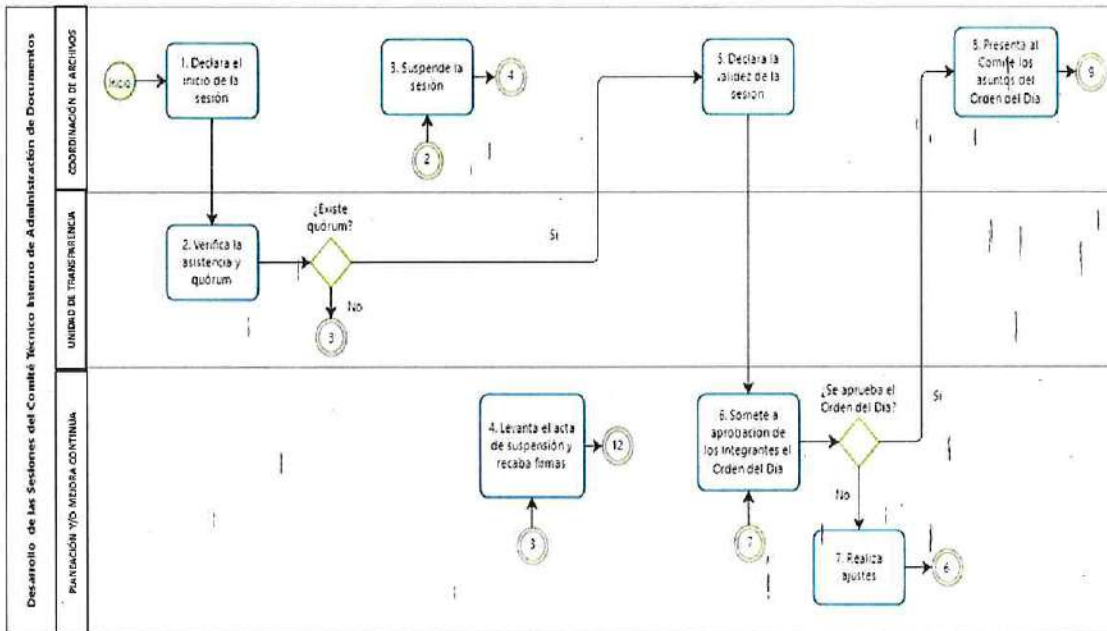 Desarrollo de las Sesiones del Comité Técnico Interno de Administración de Documentos
COORDINACIÓN DE ARCHIVOS
Inicio
1. Declara el
inicio de la
sesión
3. Suspende la
sesión
4
2
5. Declara la
validez de la
sesión
8. Presenta al
Comité los
asuntos del
Orden del Día
9
UNIDAD DE TRANSPARENCIA
2. Verifica la
asistencia y
quórum
¿Existe
quórum?
Si
No
3
PLANEACIÓN Y/O MEJORA CONTINUA
4. Levanta el acta
de suspensión y
recaba firmas
12
3
6. Somete a
aprobación de
los integrantes el
Orden del Día
7
¿Se aprueba el
Orden del Día?
Si
No
7. Realiza
ajustes
6